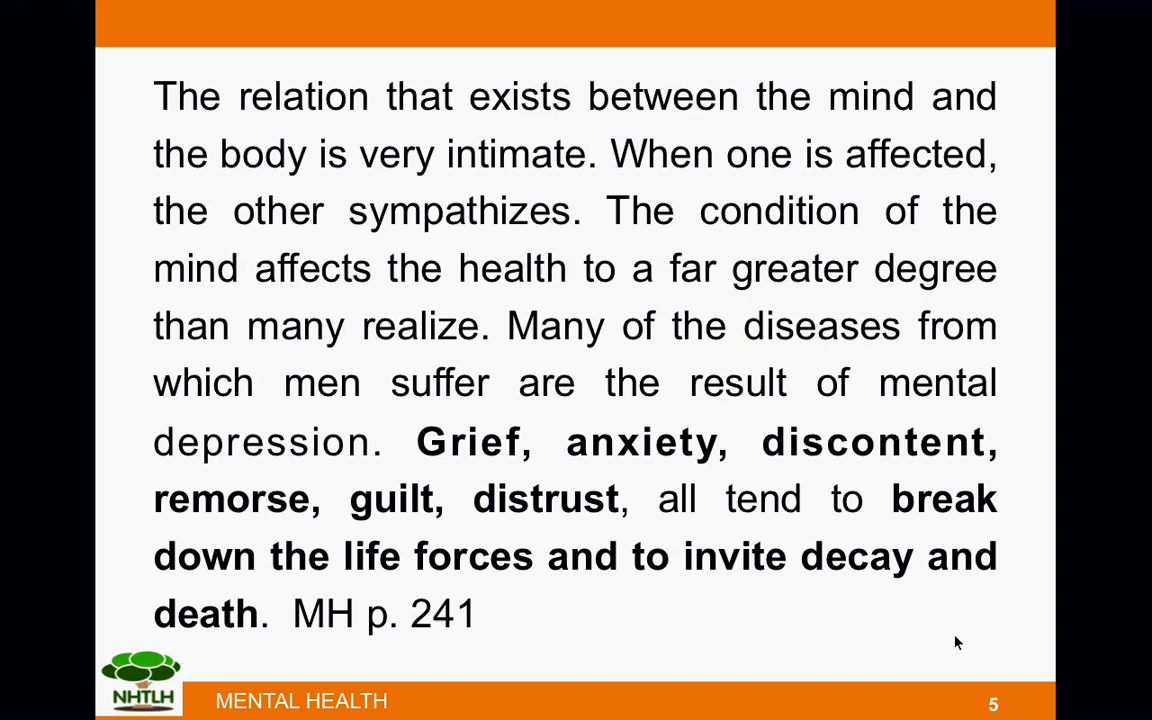 The relation that exists between the mind and
the body is very intimate. When one is affected,
the other sympathizes. The condition of the
mind affects the health to a far greater degree
than many realize. Many of the diseases from
which men suffer are the result of mental
depression. Grief, anxiety, discontent,
remorse, guilt, distrust, all tend to break
down the life forces and to invite decay and
death. MH p. 241
NHTLH
MENTAL HEALTH
5